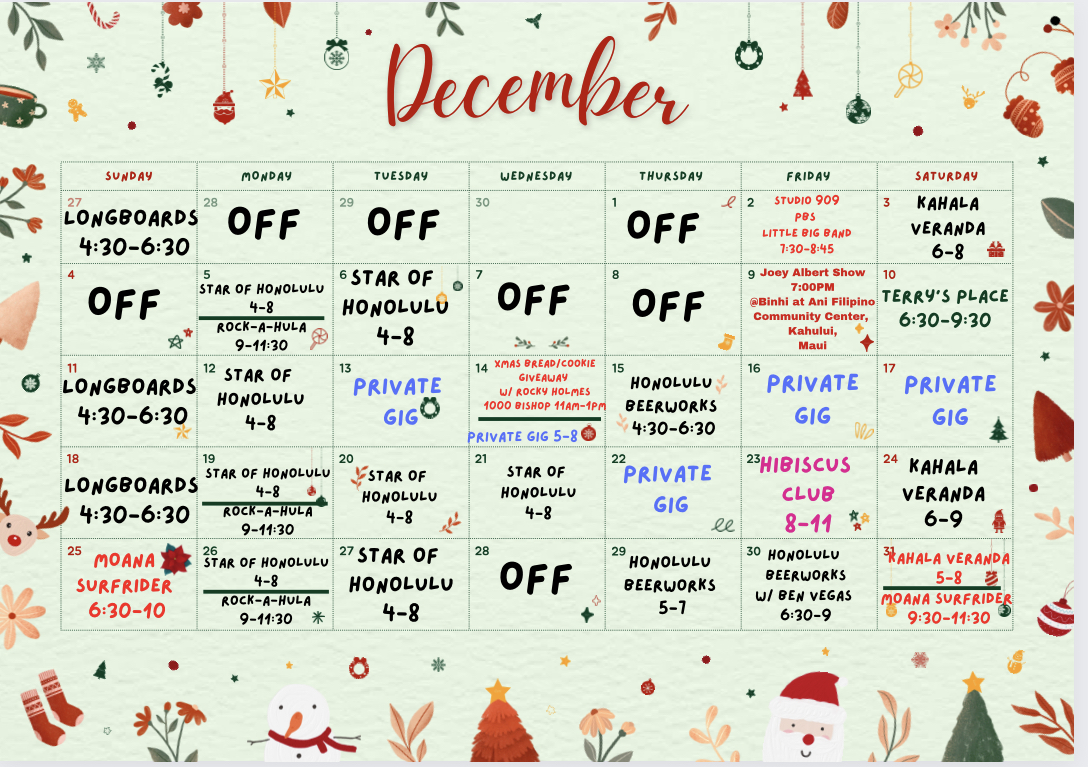 December
SUNDAY MONDAY TUESDAY WEDNESDAY THURSDAY FRIDAY SATURDAY
27
LONGBOARDS
4:30-6:30
28
OFF
29
OFF
30
1
OFF
2
STUDIO 909
PBS
LITTLE BIG BAND
7:30-8:45
3
KAHALA
VERANDA
6-8
4
OFF
5
STAR OF HONOLULU
4-8
ROCK-A-HULA
9-11:30
6
STAR OF
HONOLULU
4-8
7
OFF
8
OFF
9
Joey Albert Show
7:00PM
@Binhi at Ani Filipino
Community Center,
Kahului,
Maui
10
TERRY'S PLACE
6:30-9:30
11
LONGBOARDS
4:30-6:30
12
STAR OF
HONOLULU
4-8
13
PRIVATE
GIG
14
XMAS BREAD/COOKIE
GIVEAWAY
W/ ROCKY HOLMES
1000 BISHOP 11AM-1PM
PRIVATE GIG 5-8
15
HONOLULU
BEERWORKS
4:30-6:30
16
PRIVATE
GIG
17
PRIVATE
GIG
18
LONGBOARDS
4:30-6:30
19
STAR OF HONOLULU
4-8
ROCK-A-HULA
9-11:30
20
STAR OF
HONOLULU
4-8
21
STAR OF
HONOLULU
4-8
22
PRIVATE
GIG
23
HIBISCUS
CLUB
8-11
24
KAHALA
VERANDA
6-9
25
MOANA
SURFRIDER
6:30-10
26
STAR OF HONOLULU
4-8
ROCK-A-HULA
9-11:30
27
STAR OF
HONOLULU
4-8
28
OFF
29
HONOLULU
BEERWORKS
5-7
30
HONOLULU
BEERWORKS
W/ BEN VEGAS
6:30-9
31
KAHALA VERANDA
5-8
MOANA SURFRIDER
9:30-11:30